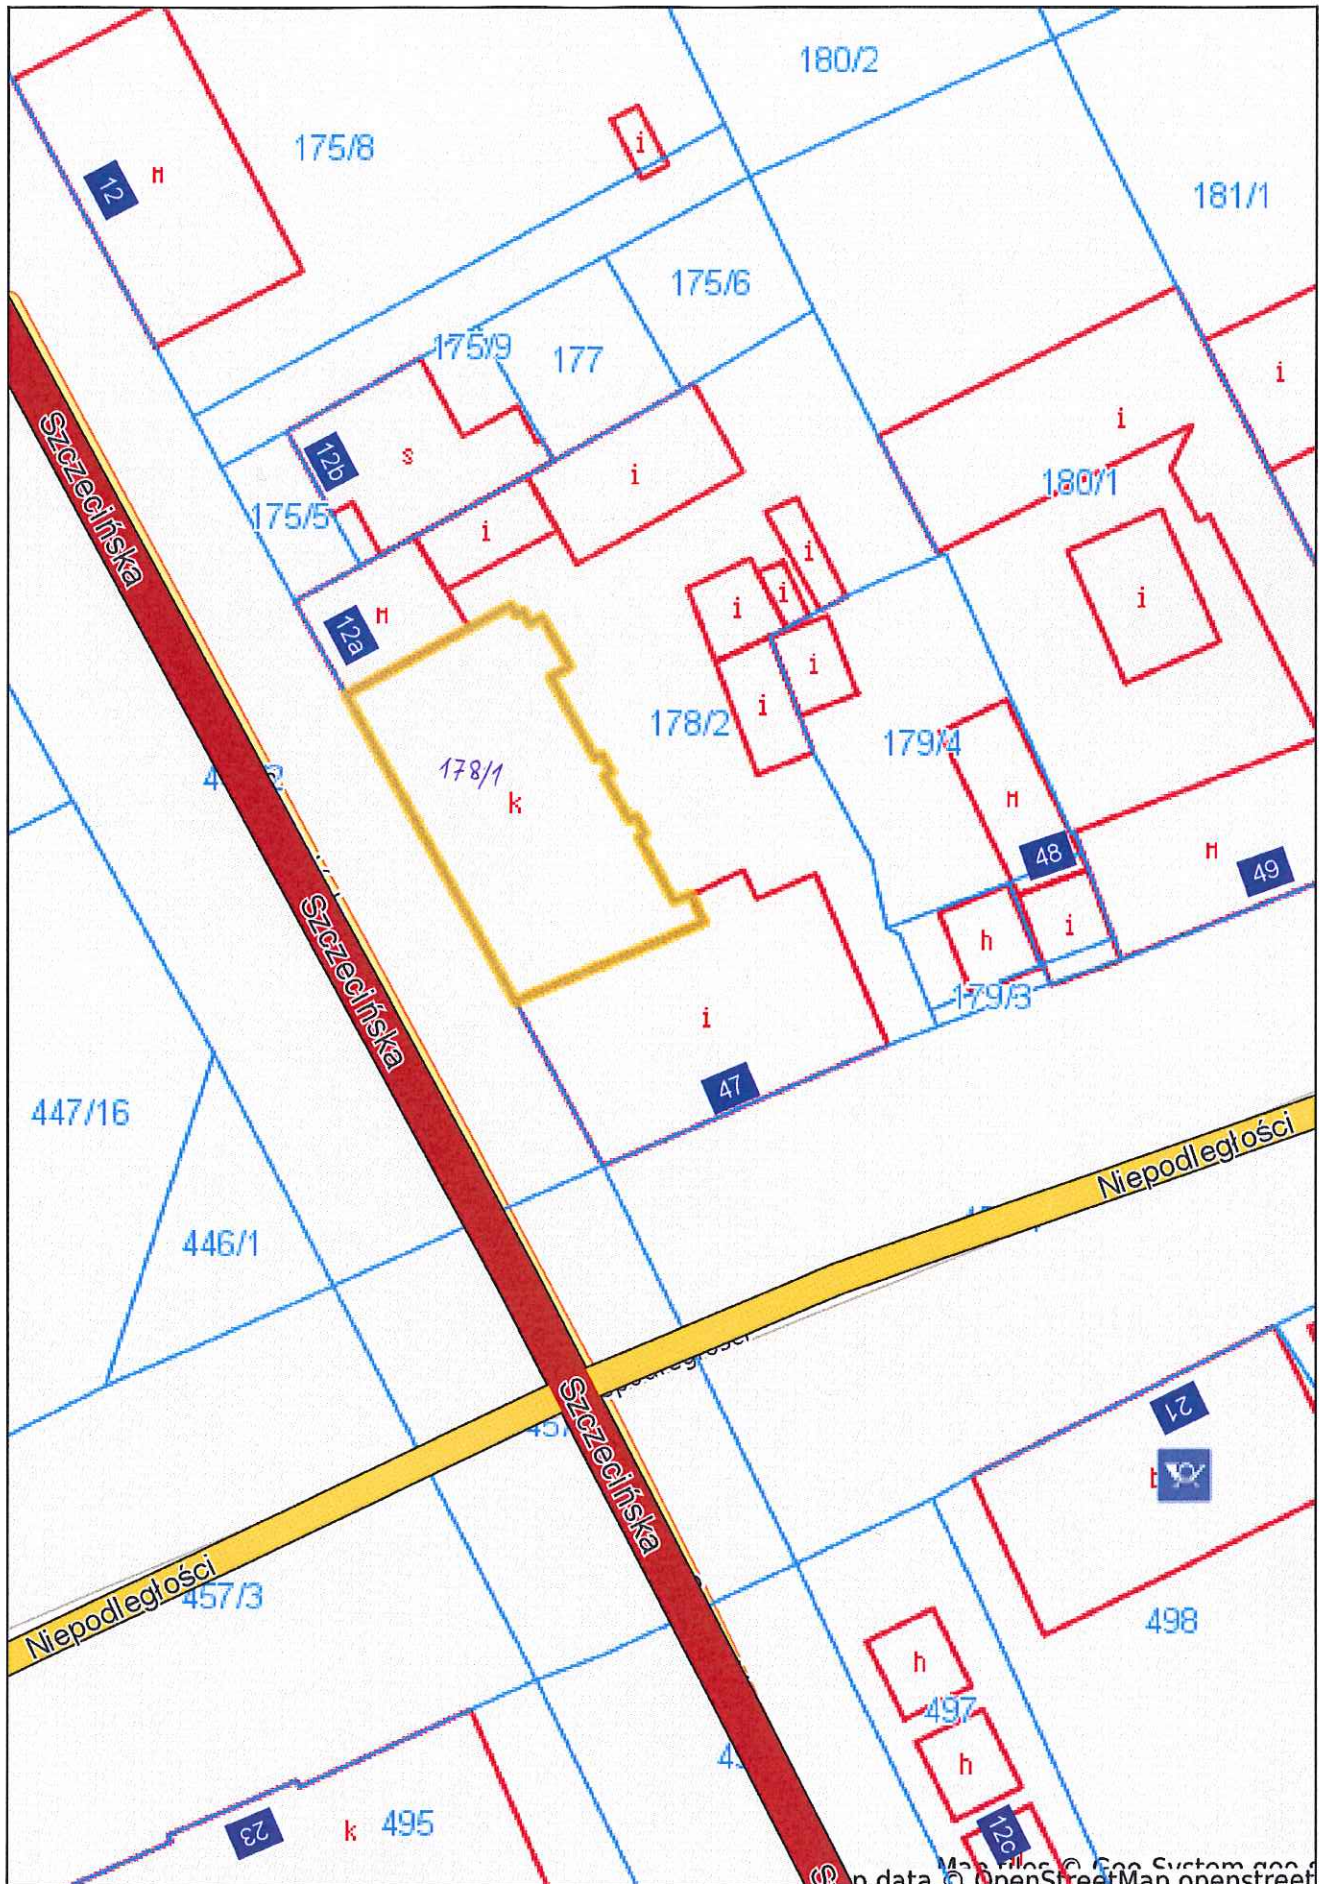 180/2
175/8
i
181/1
12
M
175/6
175/9
177
i
12b
s
i
i
180/1
Szczecińska
175/5
i
i
i
i
i
12a
M
i
i
178/2
179/4
178/1
k
M
48
M
49
Szczecińska
h
i
179/3
i
47
447/16
Niepodległości
446/1
21
Szczecińska
Niepodległości
457/3
498
h
497
h
12c
23
k
495